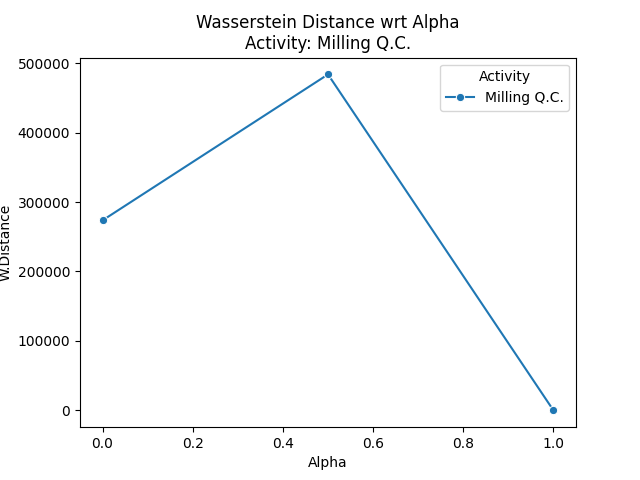 Wasserstein Distance wrt Alpha
Activity: Milling Q.C.
Activity
Milling Q.C.
500000
400000
300000
200000
100000
0
W.Distance
0.0 0.2 0.4 0.6 0.8 1.0
Alpha